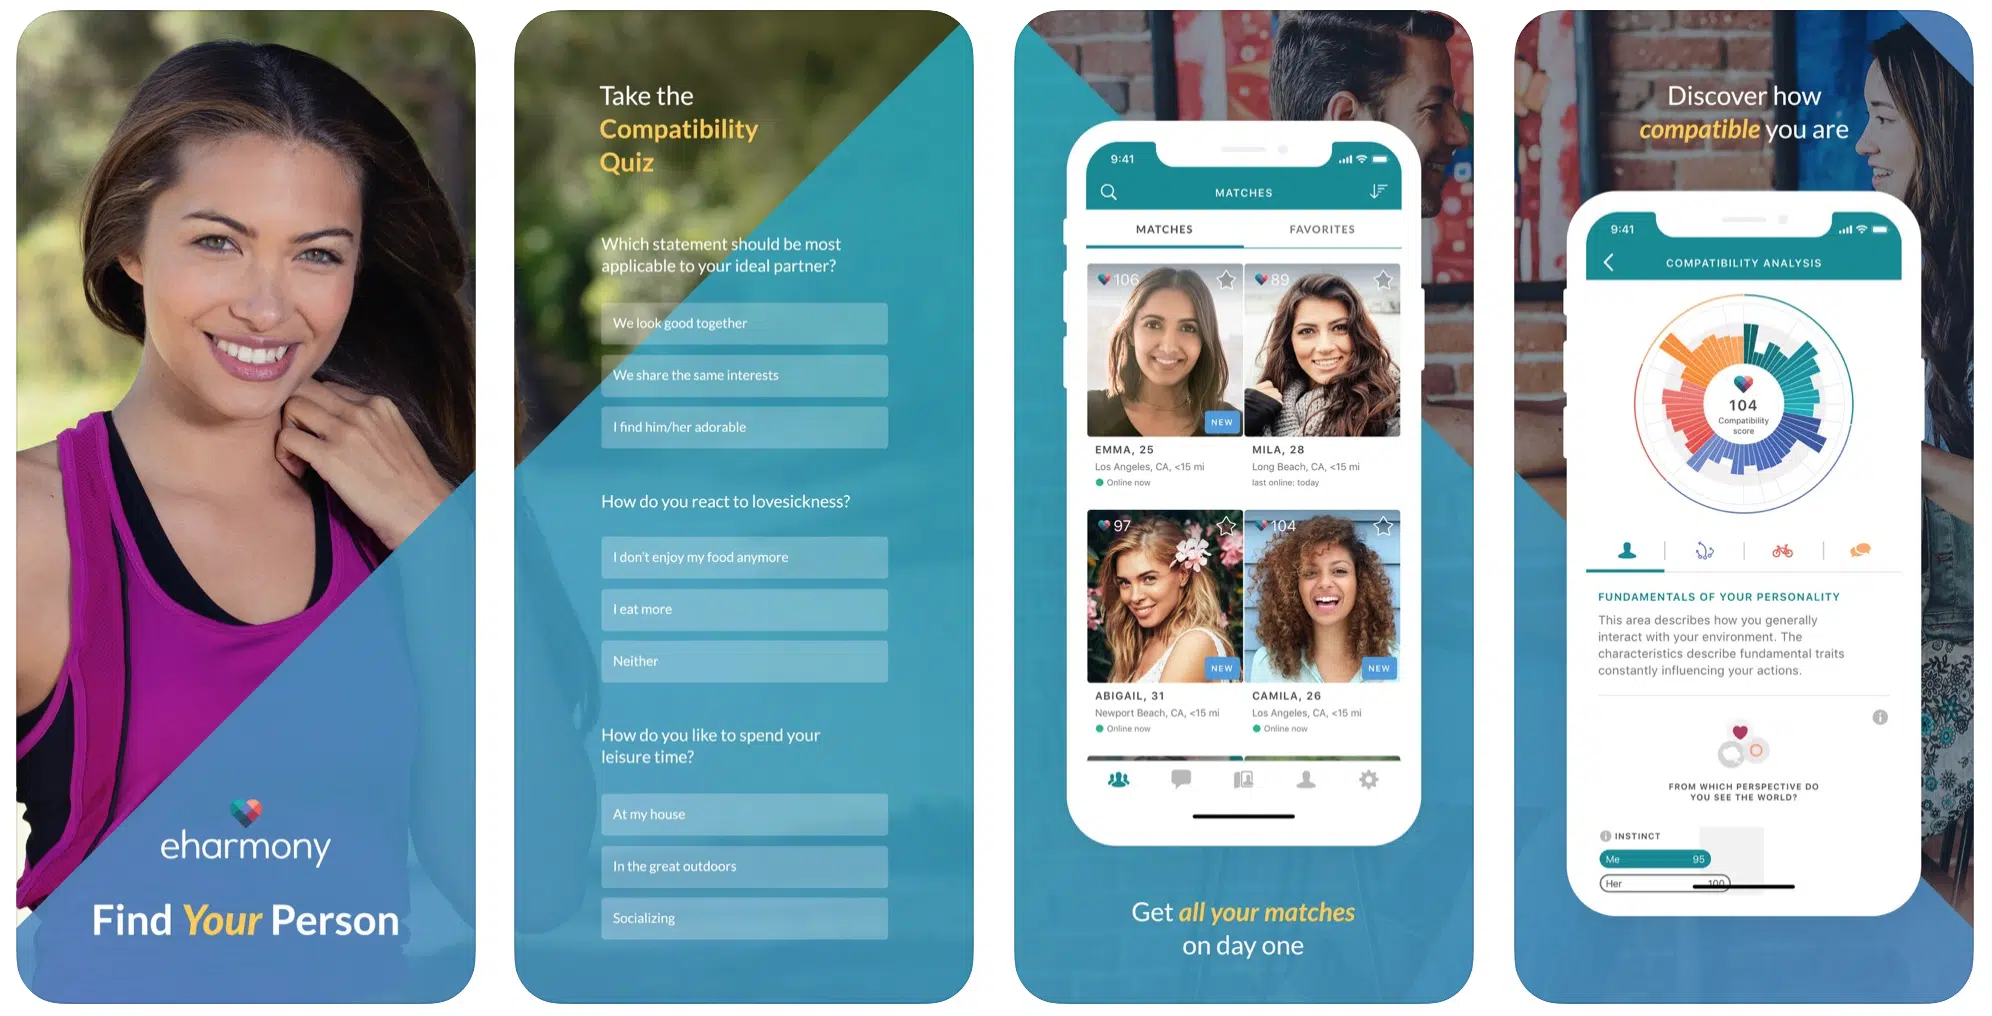 eharmony
Find Your Person
Take the
Compatibility
Quiz
Which statement should be most
applicable to your ideal partner?
We look good together
We share the same interests
I find him/her adorable
How do you react to lovesickness?
I don't enjoy my food anymore
I eat more
Neither
How do you like to spend your
leisure time?
At my house
In the great outdoors
Socializing
9:41
MATCHES
MATCHES
FAVORITES
106
89
NEW
EMMA, 25
Los Angeles, CA, <15 mi
Online now
MILA, 28
Long Beach, CA, <15 mi
last online: today
97
104
NEW
NEW
ABIGAIL, 31
Newport Beach, CA, <15 mi
Online now
CAMILA, 26
Los Angeles, CA, <15 mi
Online now
Get all your matches
on day one
Discover how
compatible you are
9:41
COMPATIBILITY ANALYSIS
104
Compatibility
score
FUNDAMENTALS OF YOUR PERSONALITY
This area describes how you generally
interact with your environment. The
characteristics describe fundamental traits
constantly influencing your actions.
FROM WHICH PERSPECTIVE DO
YOU SEE THE WORLD?
INSTINCT
Me 95
Her 100